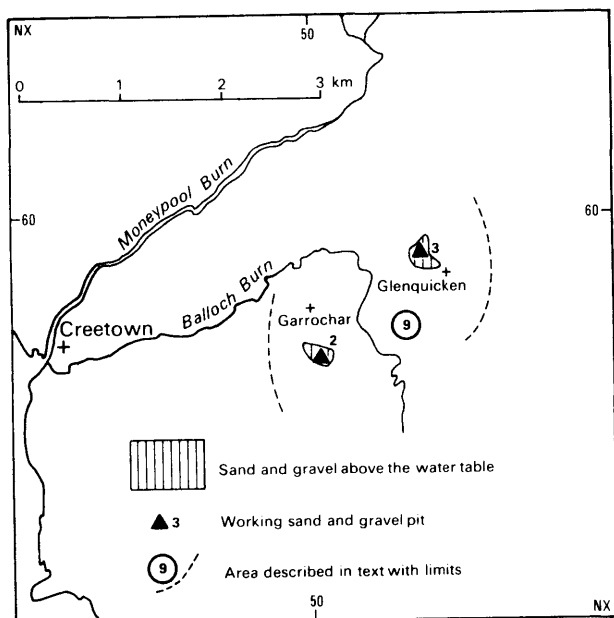 NX
50
0 1 2 3 km
Moneypool Burn
60
60
3
Glenquicken
Balloch Burn
Garrochar
9
Creetown
2
Sand and gravel above the water table
3 Working sand and gravel pit
9 Area described in text with limits
50
NX